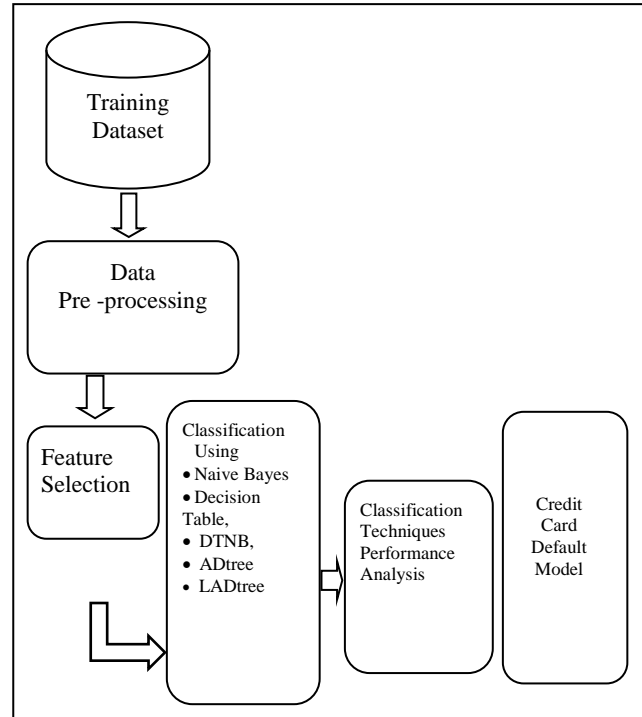 Training
Dataset
Data
Pre -processing
Feature
Selection
Classification
Using
• Naive Bayes
• Decision
Table,
• DTNB,
• ADtree
• LADtree
Classification
Techniques
Performance
Analysis
Credit
Card
Default
Model